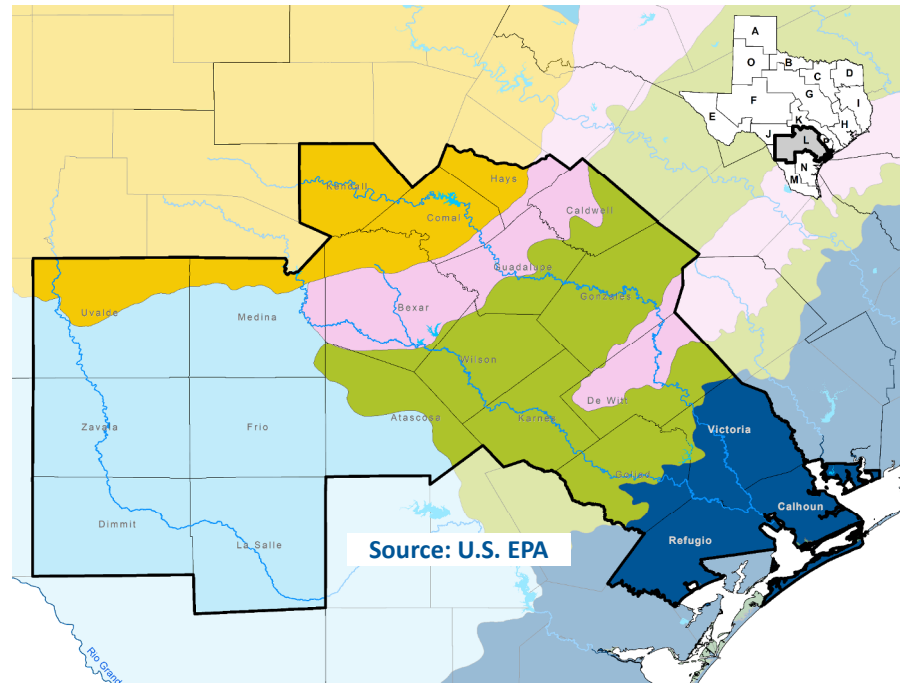 A
O
B
C
D
G
F
I
E
K
H
J
L
P
N
M
Kendall
Hays
Comal
Caldwell
Guadalupe
Gonzales
Uvalde
Medina
Bexar
Wilson
De Witt
Zavala
Frio
Atascosa
Karnes
Victoria
Goliad
Calhoun
Dimmit
La Salle
Refugio
Source: U.S. EPA
Rio Grand